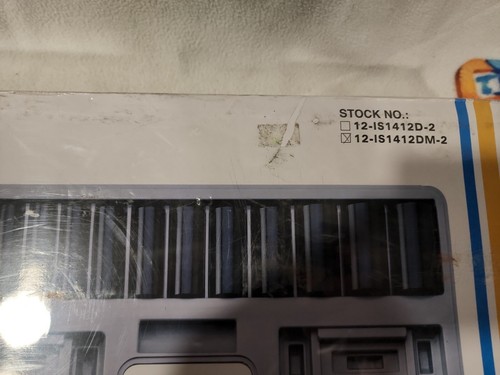 STOCK NO.:
☐ 12-IS1412D-2
☒ 12-IS1412DM-2